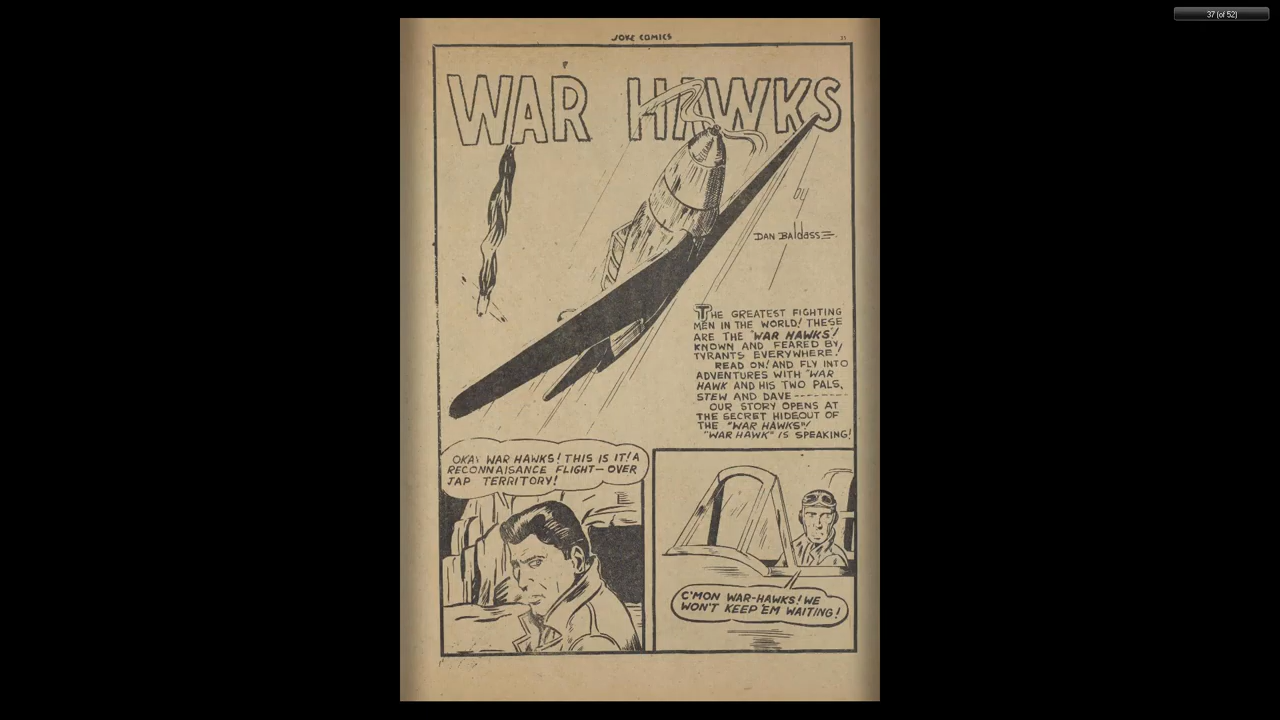 37 (of 52)
JOKE COMICS
21
WAR HAWKS
by
DAN BALDASSE
THE GREATEST FIGHTING
MEN IN THE WORLD! THESE
ARE THE "WAR HAWKS"!
KNOWN AND FEARED BY
TYRANTS EVERYWHERE!
READ ON! AND FLY INTO
ADVENTURES WITH "WAR
HAWK AND HIS TWO PALS,
STEW AND DAVE --------
OUR STORY OPENS AT
THE SECRET HIDEOUT OF
THE "WAR HAWKS"!
"WAR HAWK" IS SPEAKING!
OKAY WAR HAWKS! THIS IS IT! A
RECONNAISANCE FLIGHT—OVER
JAP TERRITORY!
C'MON WAR-HAWKS! WE
WON'T KEEP 'EM WAITING!